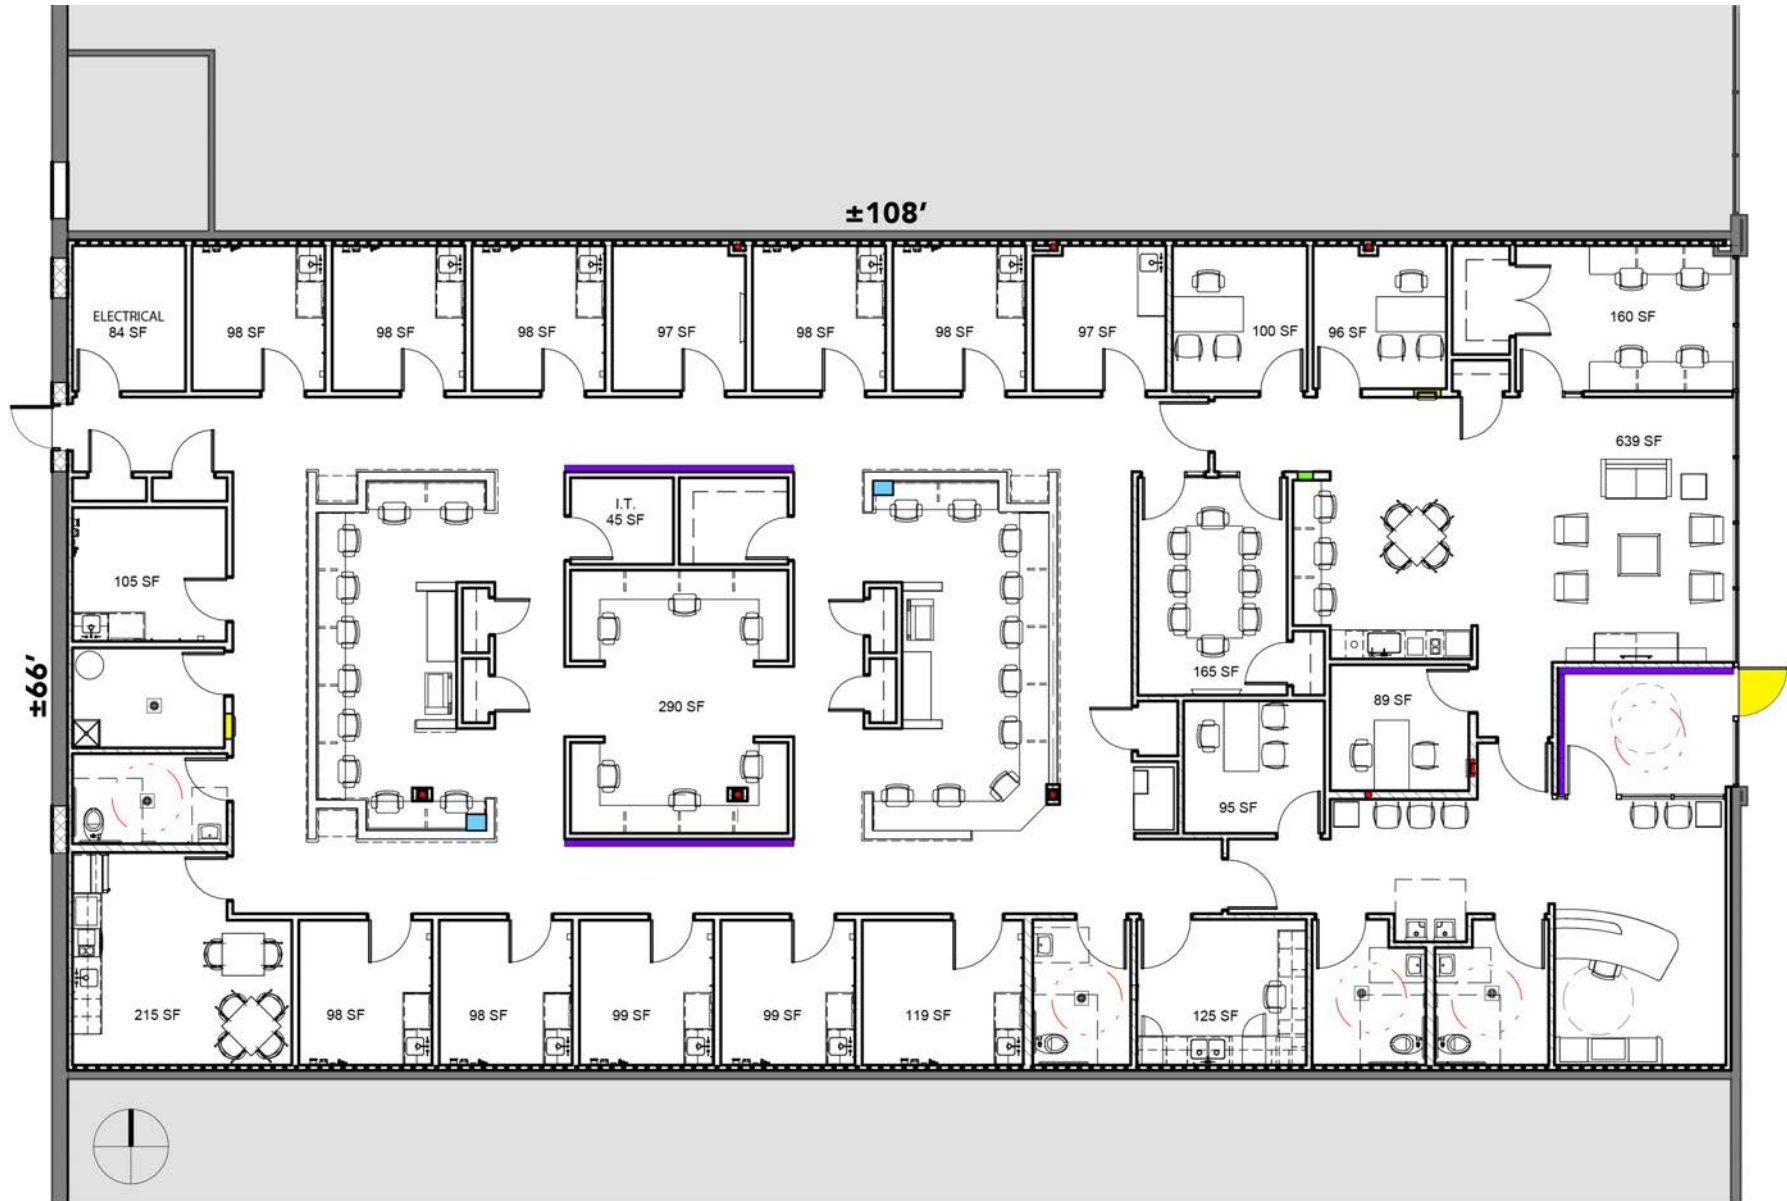 ±108’
ELECTRICAL
84 SF
98 SF
98 SF
98 SF
97 SF
98 SF
98 SF
97 SF
100 SF
96 SF
160 SF
639 SF
I.T.
45 SF
105 SF
±66’
165 SF
290 SF
89 SF
95 SF
215 SF
98 SF
98 SF
99 SF
99 SF
119 SF
125 SF